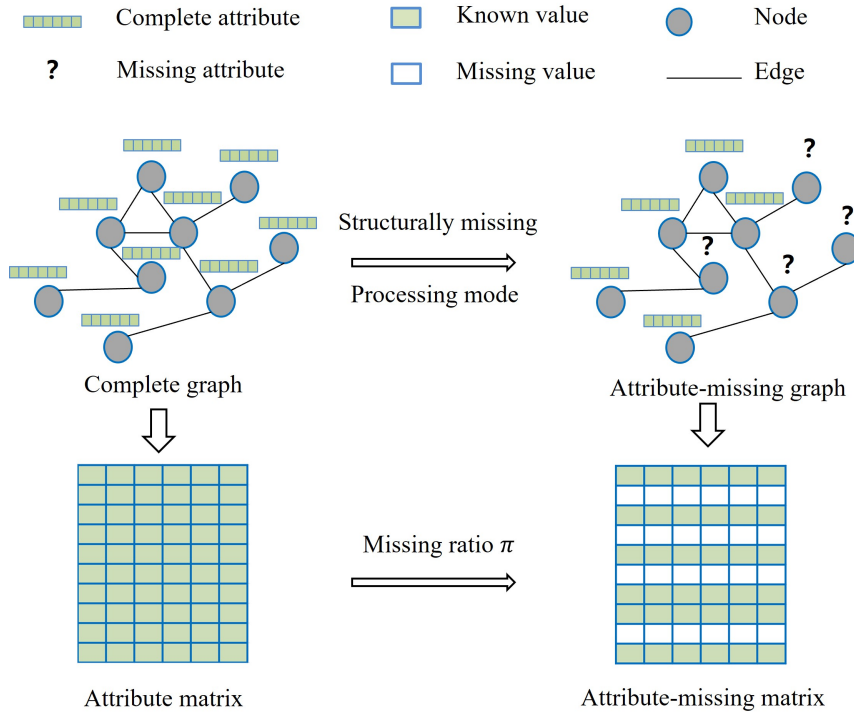 Complete attribute
Known value
Node
? Missing attribute
Missing value
Edge
?
?
?
?
Structurally missing
Processing mode
Complete graph
Attribute-missing graph
Missing ratio π
Attribute matrix
Attribute-missing matrix